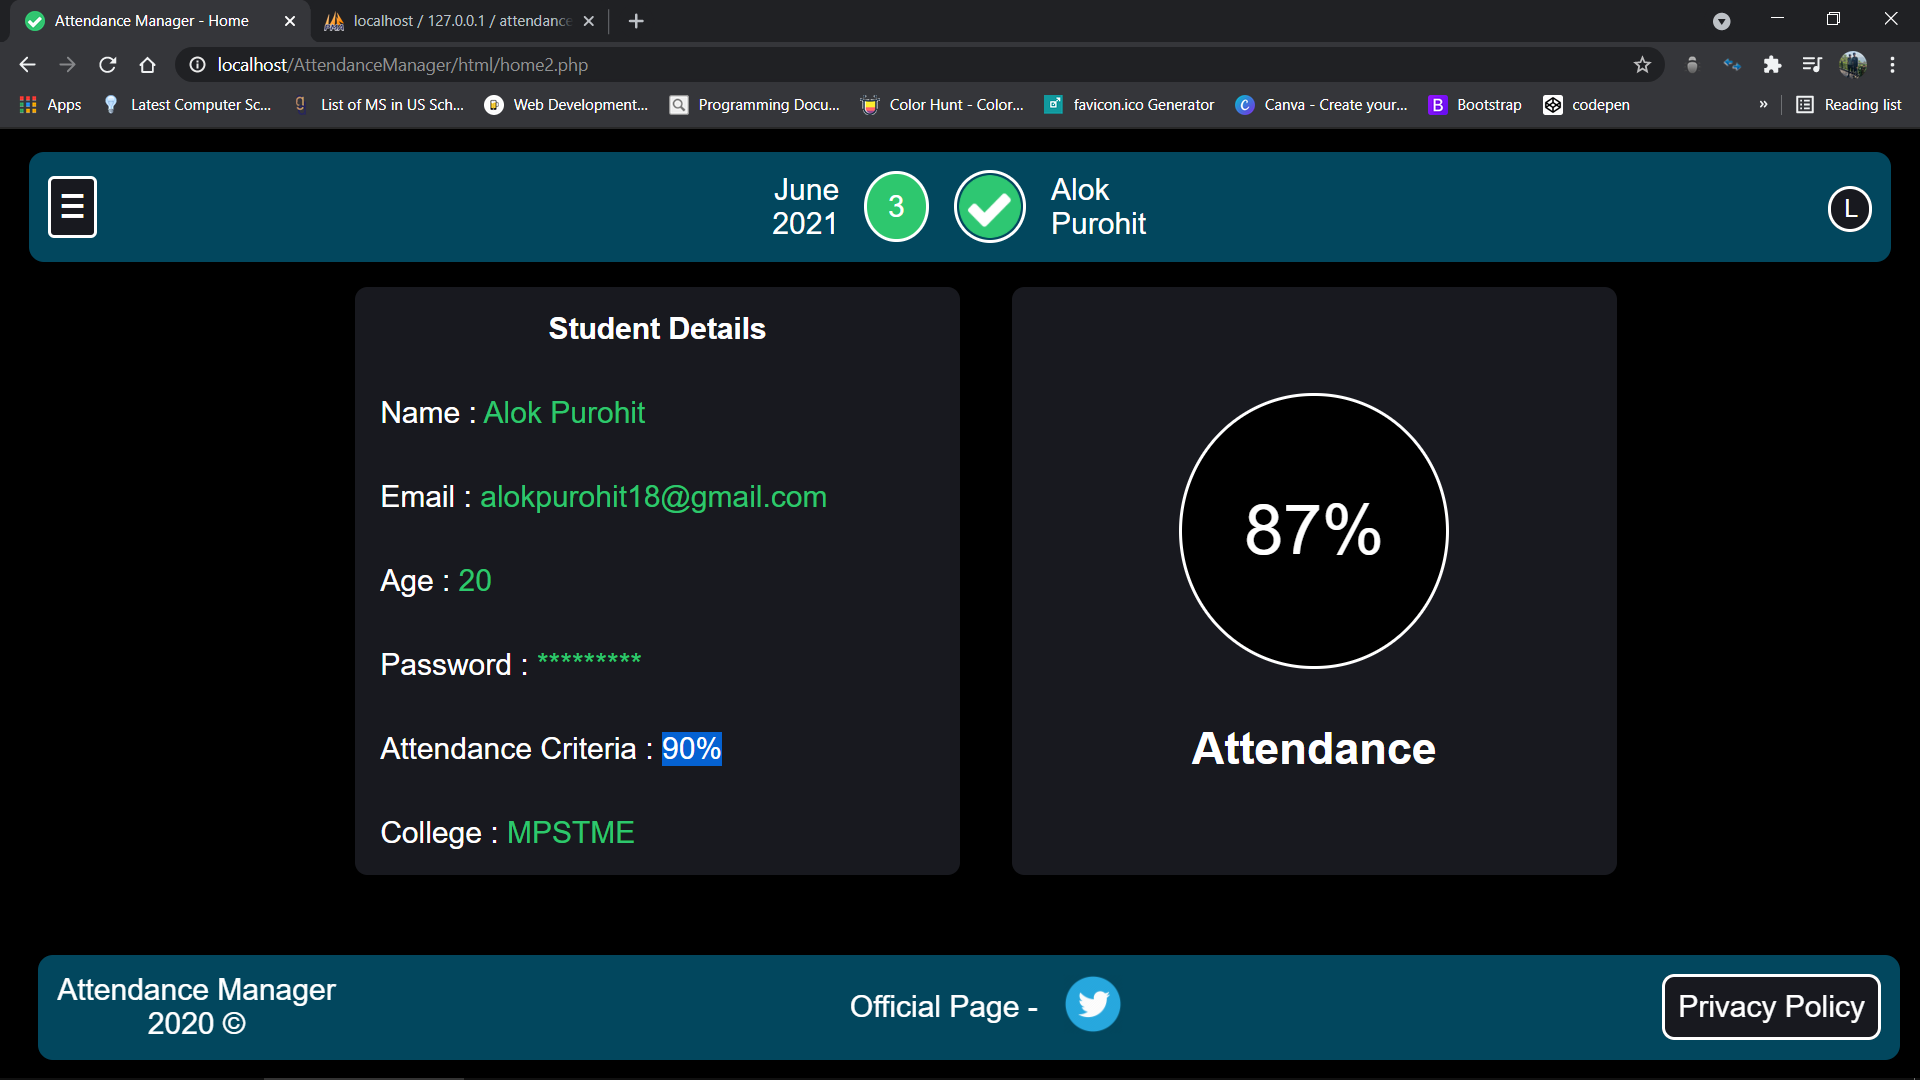 Attendance Manager - Home
localhost / 127.0.0.1 / attendance
localhost/AttendanceManager/html/home2.php
Apps
Latest Computer Sc...
List of MS in US Sch...
Web Development...
Programming Docu...
Color Hunt - Color...
favicon.ico Generator
Canva - Create your...
Bootstrap
codepen
»
Reading list
June
2021
3
Alok
Purohit
L
Student Details
Name : Alok Purohit
Email : alokpurohit18@gmail.com
Age : 20
Password : *********
Attendance Criteria : 90%
College : MPSTME
87%
Attendance
Attendance Manager
2020 ©
Official Page -
Privacy Policy